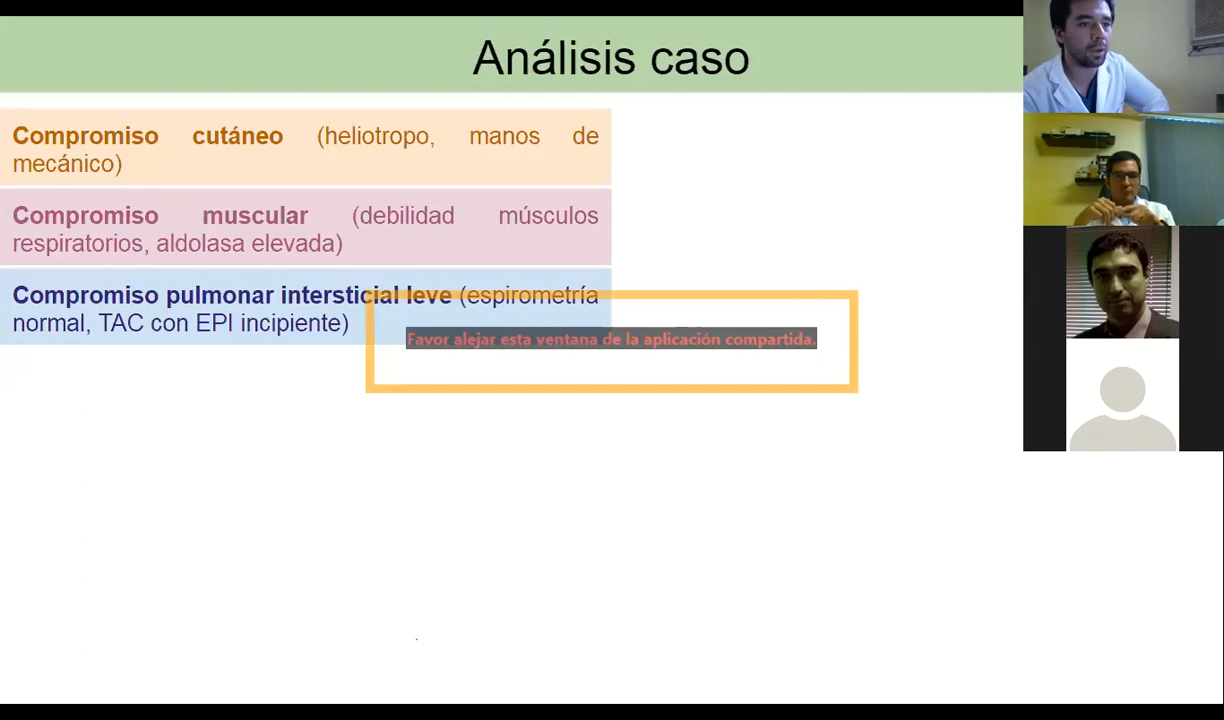 Análisis caso
Compromiso cutáneo (heliotropo, manos de
mecánico)
Compromiso muscular (debilidad músculos
respiratorios, aldolasa elevada)
Compromiso pulmonar intersticial leve (espirometría
normal, TAC con EPI incipiente)
Favor alejar esta ventana de la aplicación compartida.